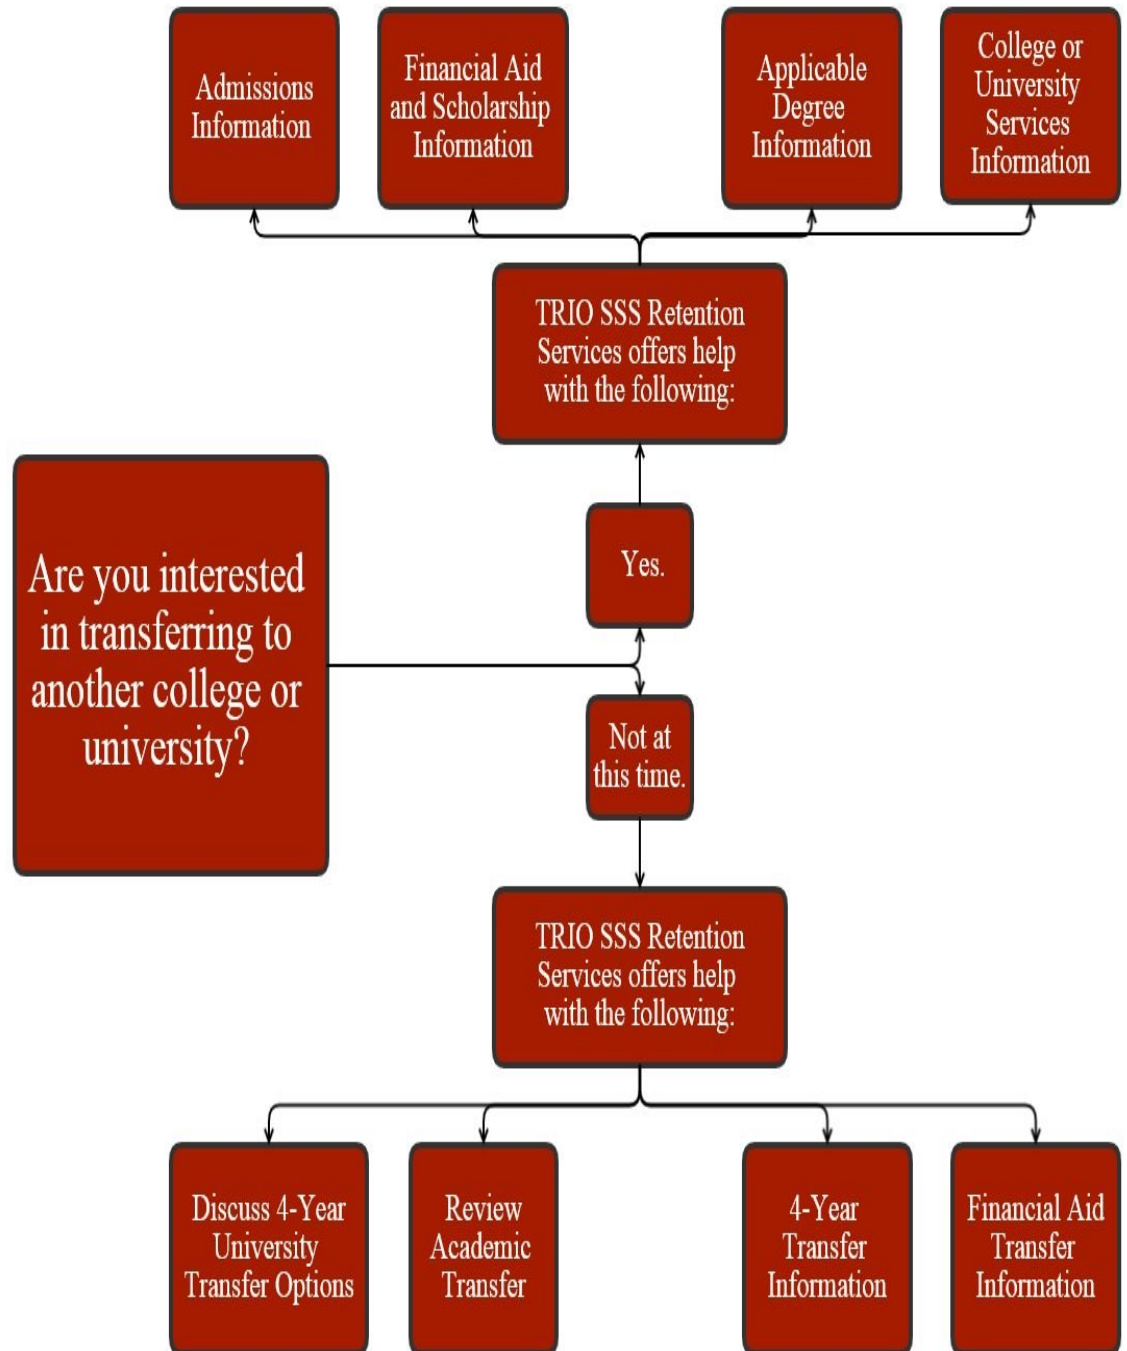 Admissions
Information
Financial Aid
and Scholarship
Information
Applicable
Degree
Information
College or
University
Services
Information
TRIO SSS Retention
Services offers help
with the following:
Yes.
Are you interested
in transferring to
another college or
university?
Not at
this time.
TRIO SSS Retention
Services offers help
with the following:
Discuss 4-Year
University
Transfer Options
Review
Academic
Transfer
4-Year
Transfer
Information
Financial Aid
Transfer
Information